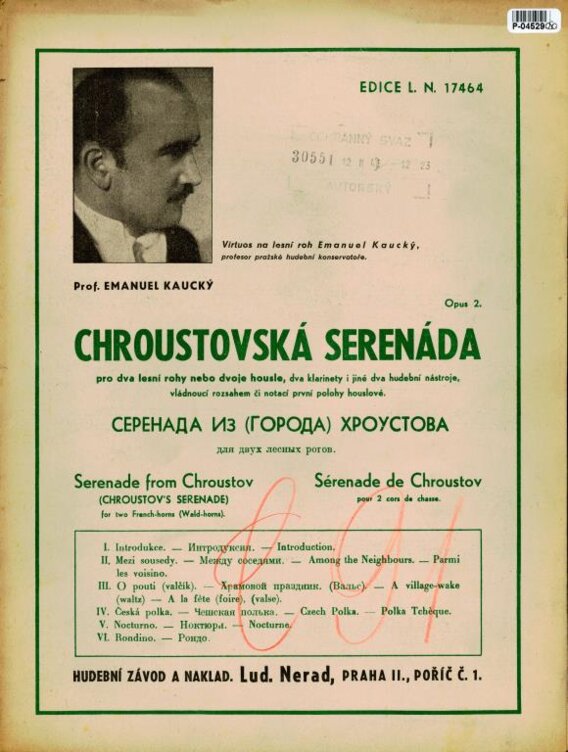 P-04529
EDICE L. N. 17464
OCHRANNÝ SVAZ
30551
AUTORSKÝ
Virtuos na lesní roh Emanuel Kaucký,
profesor pražské hudební konservatoře.
Prof. EMANUEL KAUCKÝ
Opus 2.
CHROUSTOVSKÁ SERENÁDA
pro dva lesní rohy nebo dvoje housle, dva klarinety i jiné dva hudební nástroje,
vládnoucí rozsahem či notací první polohy houslové.
СЕРЕНАДА ИЗ (ГОРОДА) ХРОУСТОВА
для двух лесных рогов.
Serenade from Chroustov
(CHROUSTOV'S SERENADE)
for two French-horns (Wald-horns).
Sérenade de Chroustov
pour 2 cors de chasse.
I. Introdukce. — Интродуксия. — Introduction.
II. Mezi sousedy. — Между соседями. — Among the Neighbours. — Parmi
les voisino.
III. O pouti (valčík). — Храмовой праздник. (Вальс). — A village-wake
(waltz) — A la fête (foire). (valse).
IV. Česká polka. — Чешская полька. — Czech Polka. — Polka Tchéque.
V. Nocturno. — Ноктюрн. — Nocturne.
VI. Rondino. — Рондо.
HUDEBNÍ ZÁVOD A NAKLAD. Lud. Nerad, PRAHA II., POŘÍČ Č. 1.